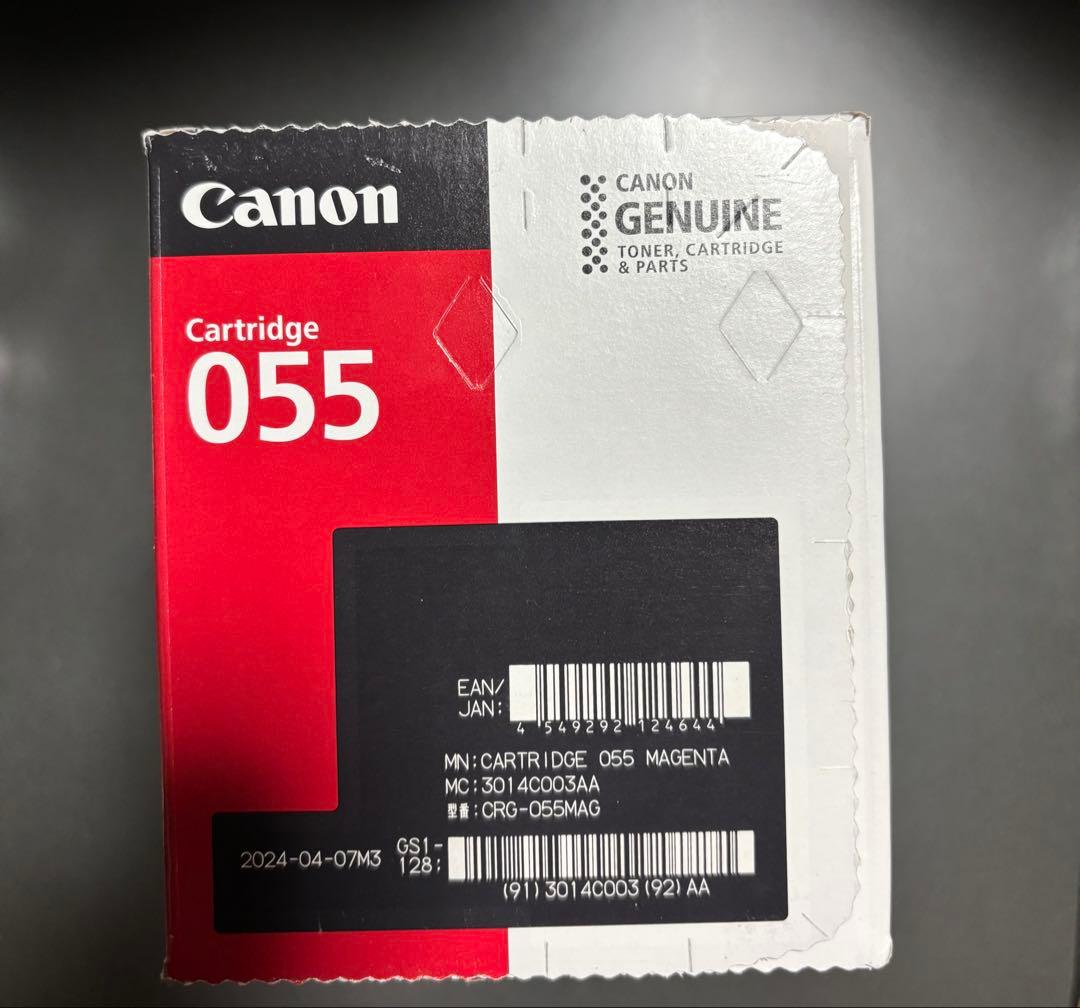 Canon
CANON
GENUINE
TONER, CARTRIDGE
& PARTS
Cartridge
055
EAN/
JAN:
4 549292 124644
MN:CARTRIDGE 055 MAGENTA
MC:3014C003AA
型番:CRG-055MAG
2024-04-07M3
GS1-
128:
(91)3014C003(92)AA